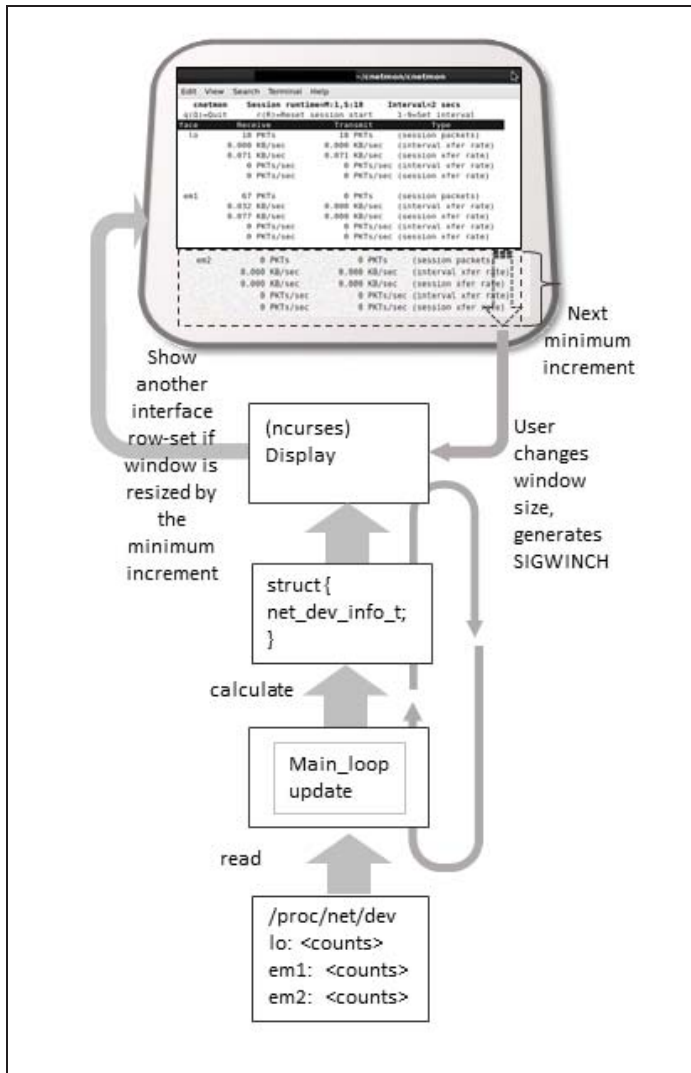 ~/cnetmon/cnetmon
Edit View Search Terminal Help
cnetmon Session runtime=M:1,S:18 Interval=2 secs
q(Q)=Quit r(R)=Reset session start 1-9=Set interval
face Receive Transmit Type
lo 18 PKTs 18 PKTs (session packets)
0.000 KB/sec 0.000 KB/sec (interval xfer rate)
0.071 KB/sec 0.071 KB/sec (session xfer rate)
0 PKTs/sec 0 PKTs/sec (interval xfer rate)
0 PKTs/sec 0 PKTs/sec (session xfer rate)
em1 67 PKTs 0 PKTs (session packets)
0.032 KB/sec 0.000 KB/sec (interval xfer rate)
0.077 KB/sec 0.000 KB/sec (session xfer rate)
0 PKTs/sec 0 PKTs/sec (interval xfer rate)
0 PKTs/sec 0 PKTs/sec (session xfer rate)
em2 0 PKTs 0 PKTs (session packets)
0.000 KB/sec 0.000 KB/sec (interval xfer rate)
0.000 KB/sec 0.000 KB/sec (session xfer rate)
0 PKTs/sec 0 PKTs/sec (interval xfer rate)
0 PKTs/sec 0 PKTs/sec (session xfer rate)
Next
minimum
increment
Show
another
interface
row-set if
window is
resized by
the
minimum
increment
(ncurses)
Display
User
changes
window
size,
generates
SIGWINCH
struct {
net_dev_info_t;
}
calculate
Main_loop
update
read
/proc/net/dev
lo: <counts>
em1: <counts>
em2: <counts>